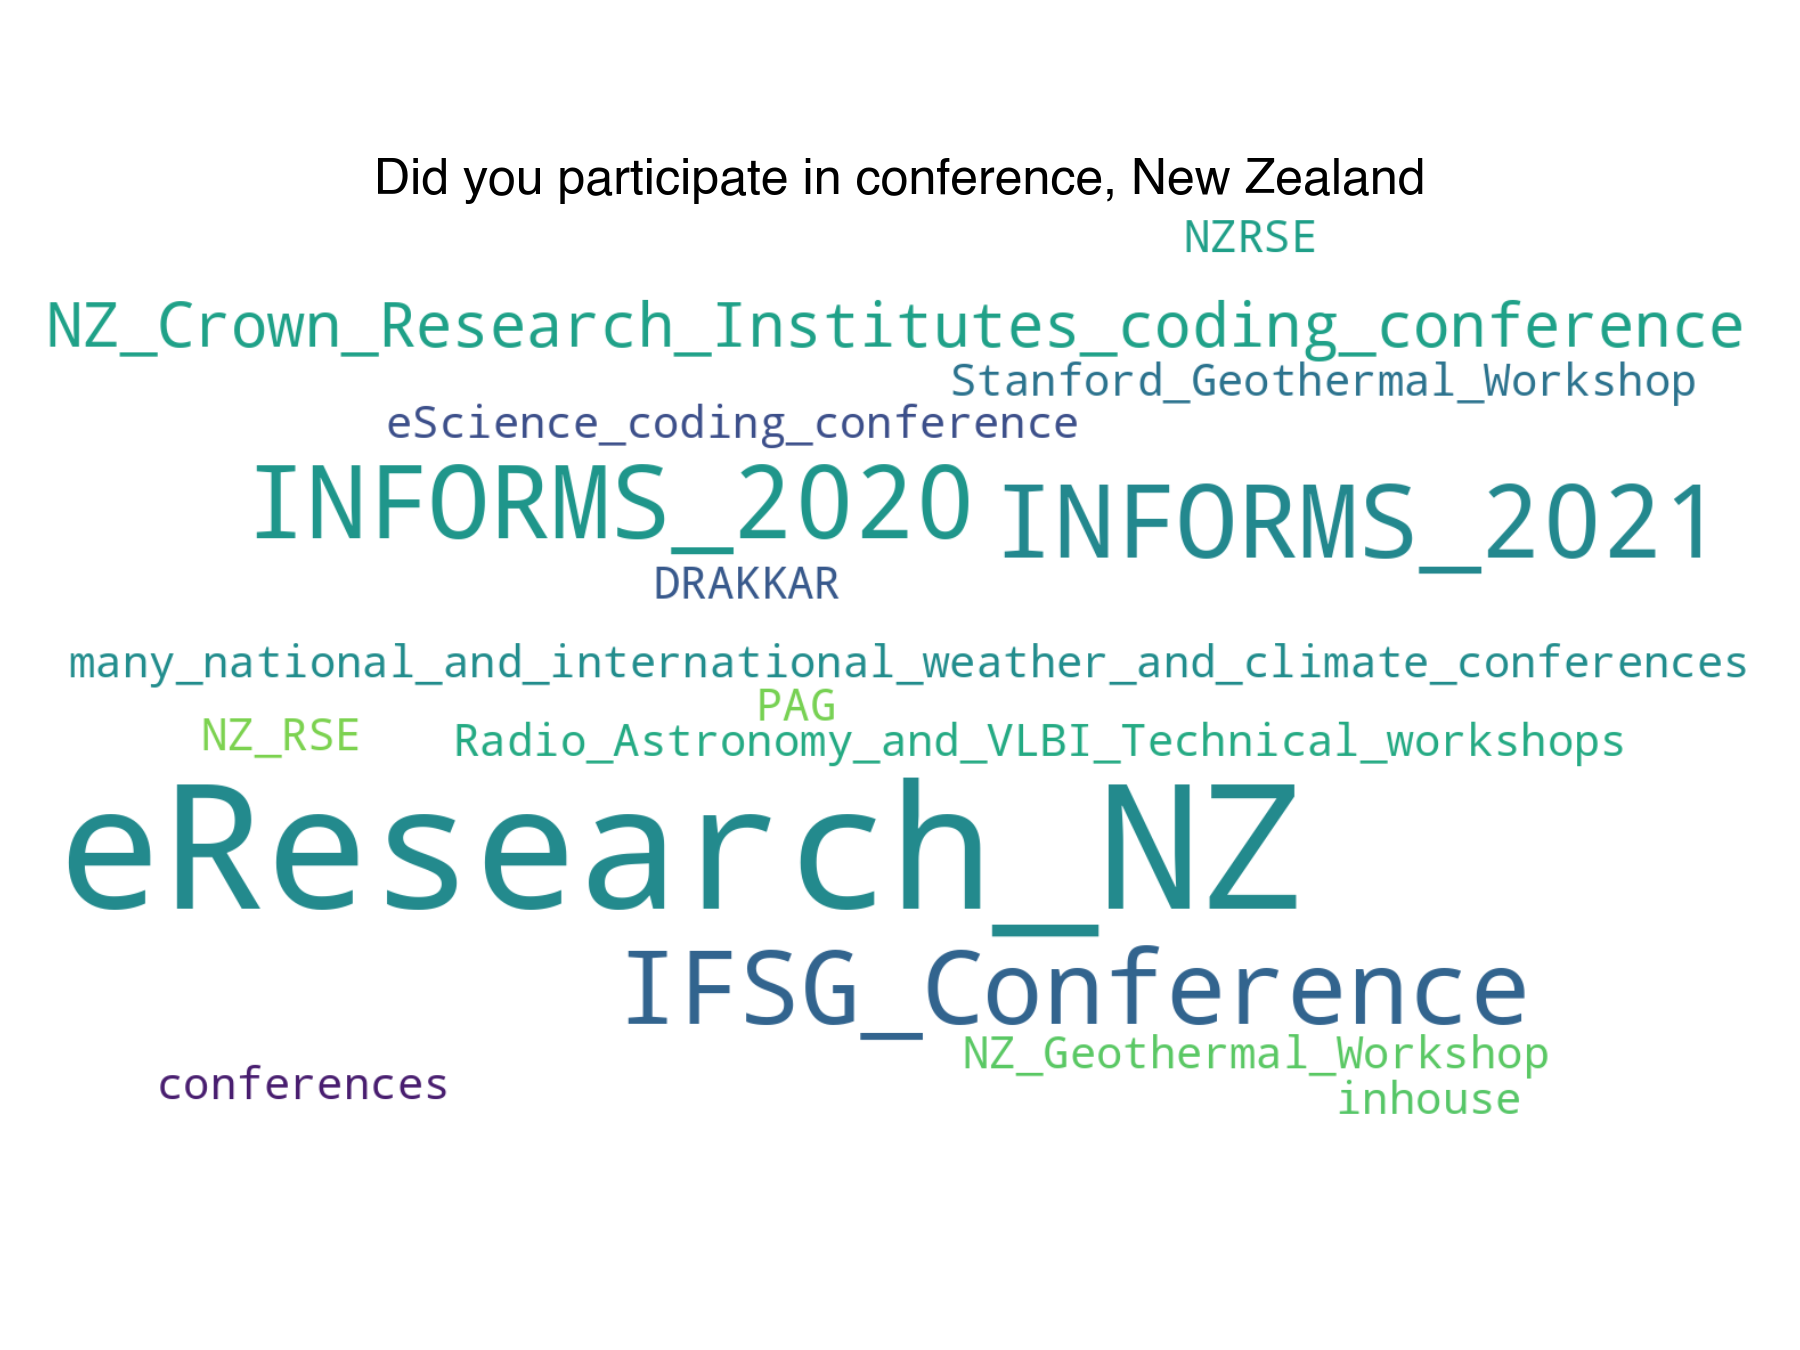 Did you participate in conference, New Zealand
NZRSE
NZ_Crown_Research_Institutes_coding_conference
Stanford_Geothermal_Workshop
eScience_coding_conference
INFORMS_2020
INFORMS_2021
DRAKKAR
many_national_and_international_weather_and_climate_conferences
PAG
NZ_RSE
Radio_Astronomy_and_VLBI_Technical_workshops
eResearch_NZ
IFSG_Conference
NZ_Geothermal_Workshop
conferences
inhouse